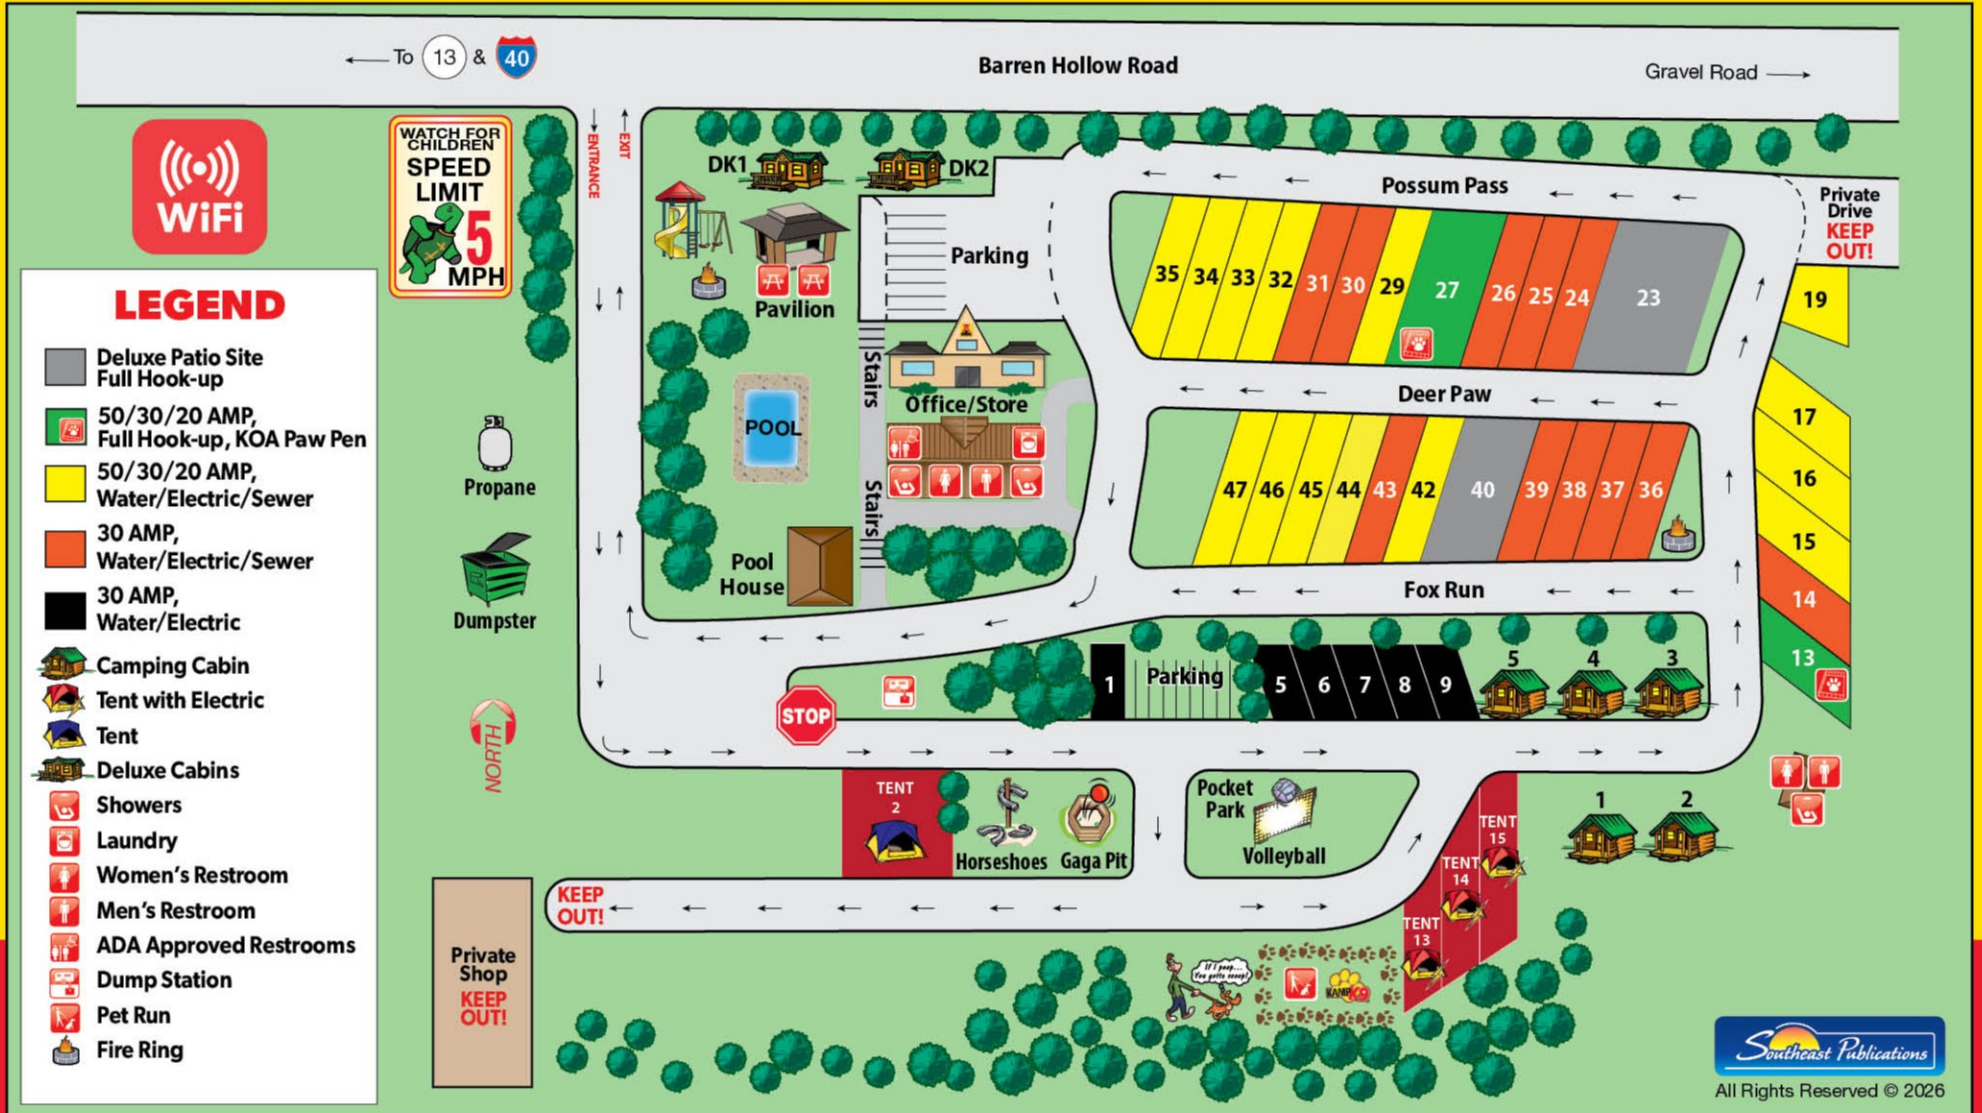 To 13 & 40
Barren Hollow Road
Gravel Road
WiFi
WATCH FOR
CHILDREN
SPEED
LIMIT
5
MPH
ENTRANCE
EXIT
DK1
DK2
Possum Pass
Private
Drive
KEEP
OUT!
Parking
Pavilion
35
34
33
32
31
30
29
27
26
25
24
23
19
LEGEND
Deluxe Patio Site
Full Hook-up
50/30/20 AMP,
Full Hook-up, KOA Paw Pen
50/30/20 AMP,
Water/Electric/Sewer
30 AMP,
Water/Electric/Sewer
30 AMP,
Water/Electric
Camping Cabin
Tent with Electric
Tent
Deluxe Cabins
Showers
Laundry
Women's Restroom
Men's Restroom
ADA Approved Restrooms
Dump Station
Pet Run
Fire Ring
Stairs
Office/Store
Deer Paw
POOL
Propane
Stairs
17
16
15
14
13
47
46
45
44
43
42
40
39
38
37
36
Pool
House
Dumpster
Fox Run
1
Parking
5
6
7
8
9
5
4
3
STOP
NORTH
TENT
2
Horseshoes
Gaga Pit
Pocket
Park
Volleyball
TENT
15
TENT
14
TENT
13
1
2
KEEP
OUT!
Private
Shop
KEEP
OUT!
If I poop...
You gotta scoop!
KAMP K9
Southeast Publications
All Rights Reserved © 2026